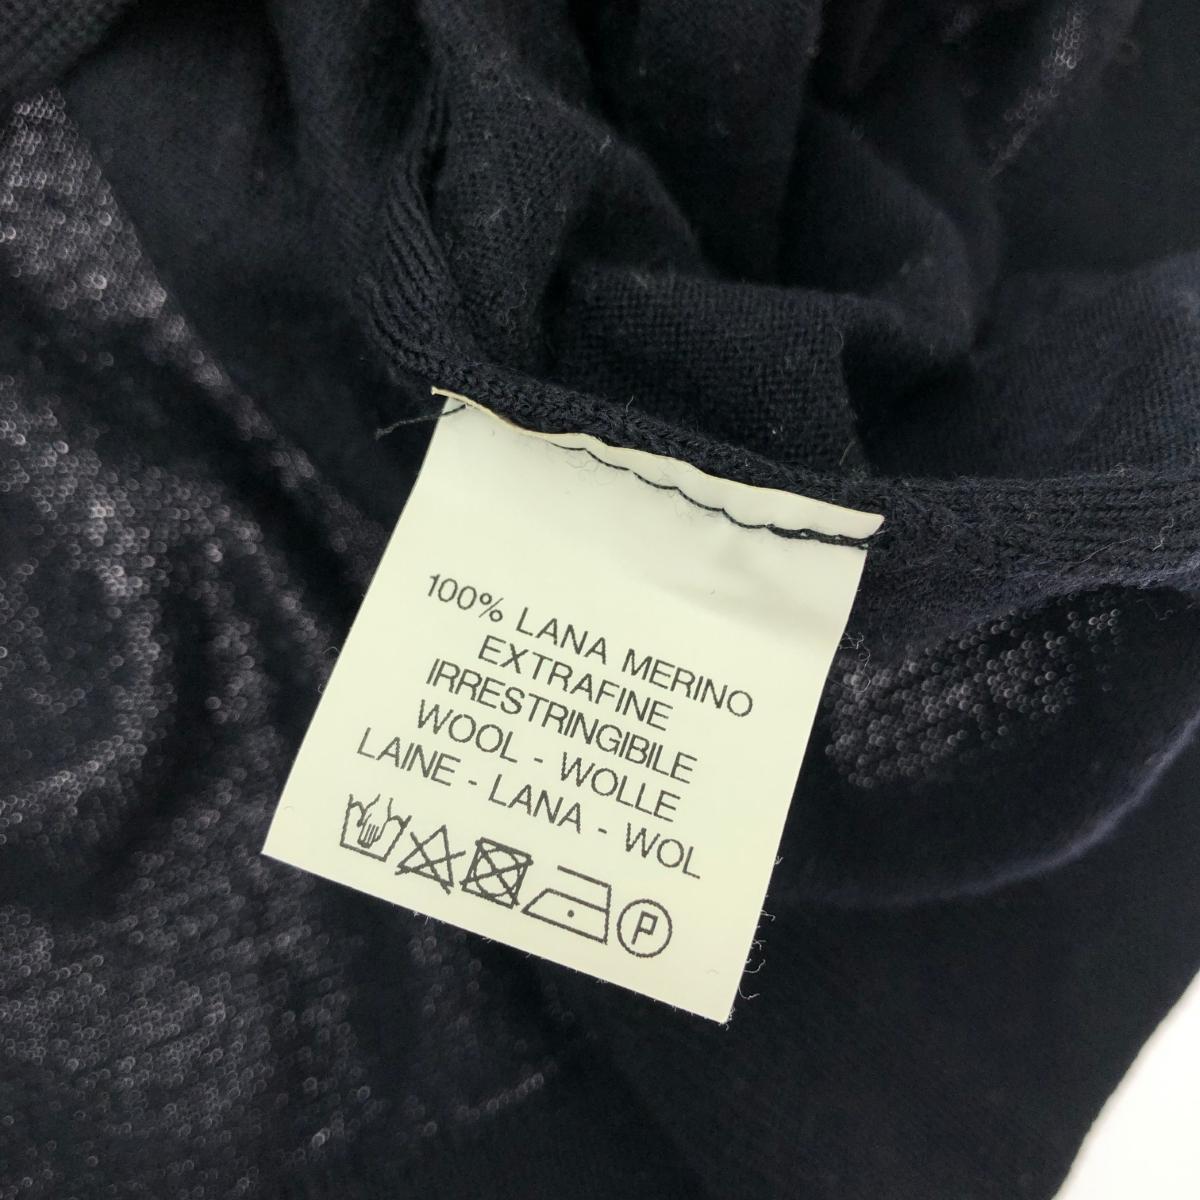 100% LANA MERINO
EXTRAFINE
IRRESTRINGIBILE
WOOL - WOLLE
LAINE - LANA - WOL
P